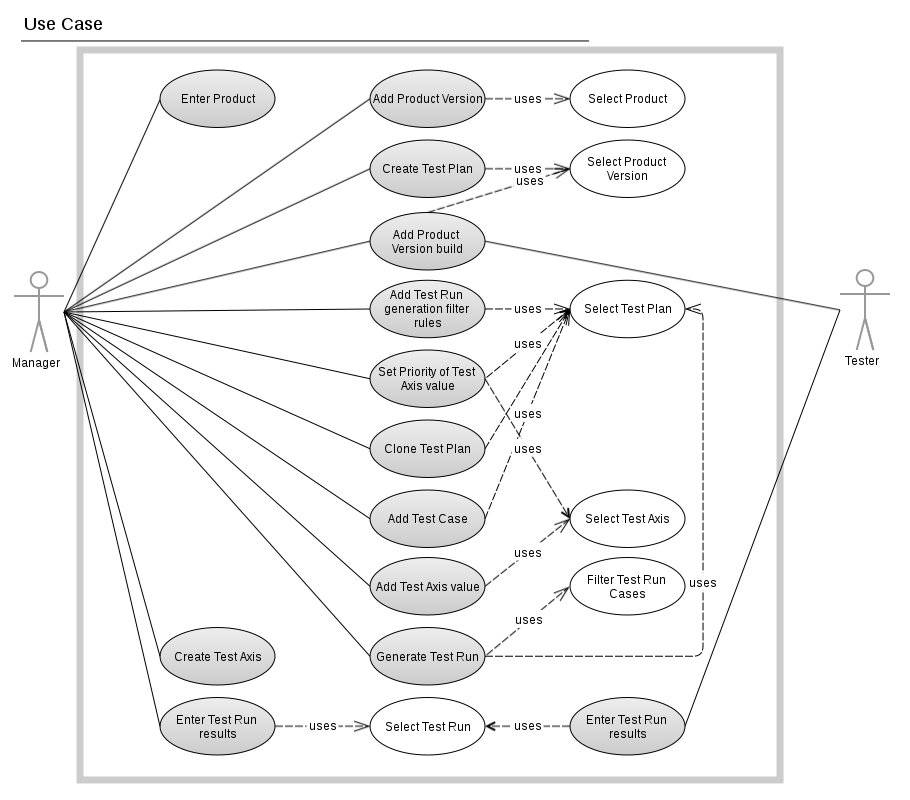 Use Case
Enter Product
Add Product Version
uses
Select Product
Create Test Plan
uses
uses
Select Product
Version
Add Product
Version build
Manager
Tester
Add Test Run
generation filter
rules
uses
Select Test Plan
Set Priority of Test
Axis value
uses
uses
Clone Test Plan
uses
Add Test Case
Select Test Axis
uses
Add Test Axis value
Filter Test Run
Cases
uses
uses
Create Test Axis
Generate Test Run
Enter Test Run
results
uses
Select Test Run
uses
Enter Test Run
results